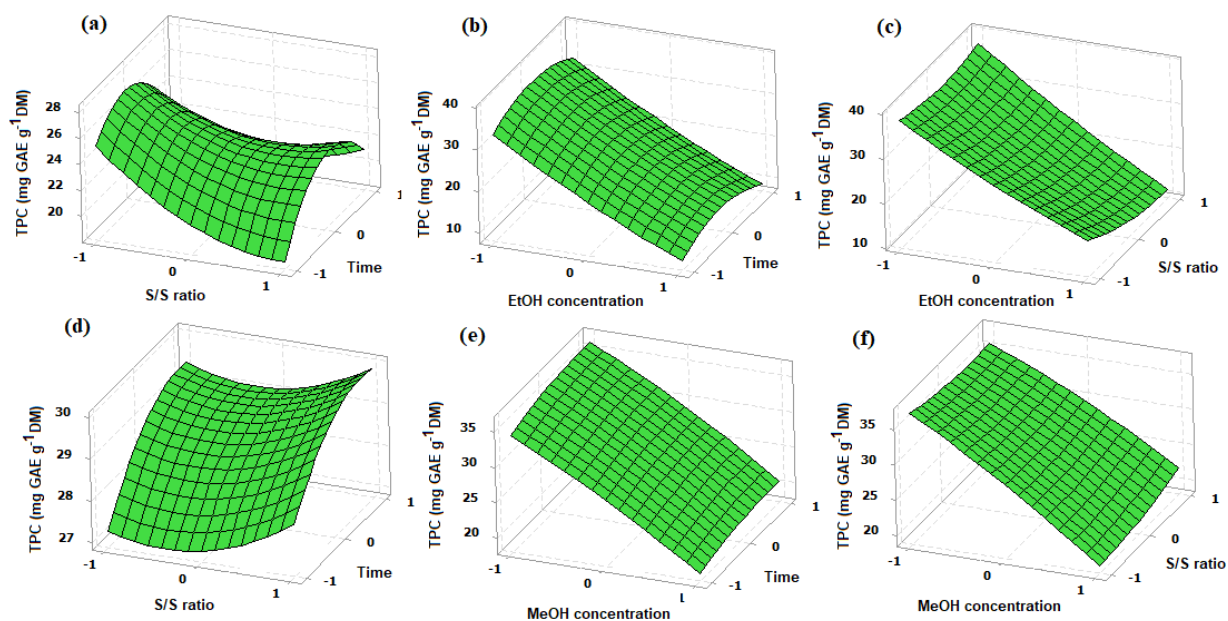 (a)
TPC (mg GAE g-1DM)
28
26
24
22
20
-1
0
1
S/S ratio
-1
0
1
Time
(b)
TPC (mg GAE g-1DM)
40
30
20
10
-1
0
1
EtOH concentration
-1
0
1
Time
(c)
TPC (mg GAE g-1DM)
40
30
20
10
-1
0
1
EtOH concentration
-1
0
1
S/S ratio
(d)
TPC (mg GAE g-1DM)
30
29
28
27
-1
0
1
S/S ratio
-1
0
1
Time
(e)
TPC (mg GAE g-1DM)
35
30
25
20
-1
0
1
MeOH concentration
-1
0
1
Time
(f)
TPC (mg GAE g-1DM)
35
30
25
20
-1
0
1
MeOH concentration
-1
0
1
S/S ratio